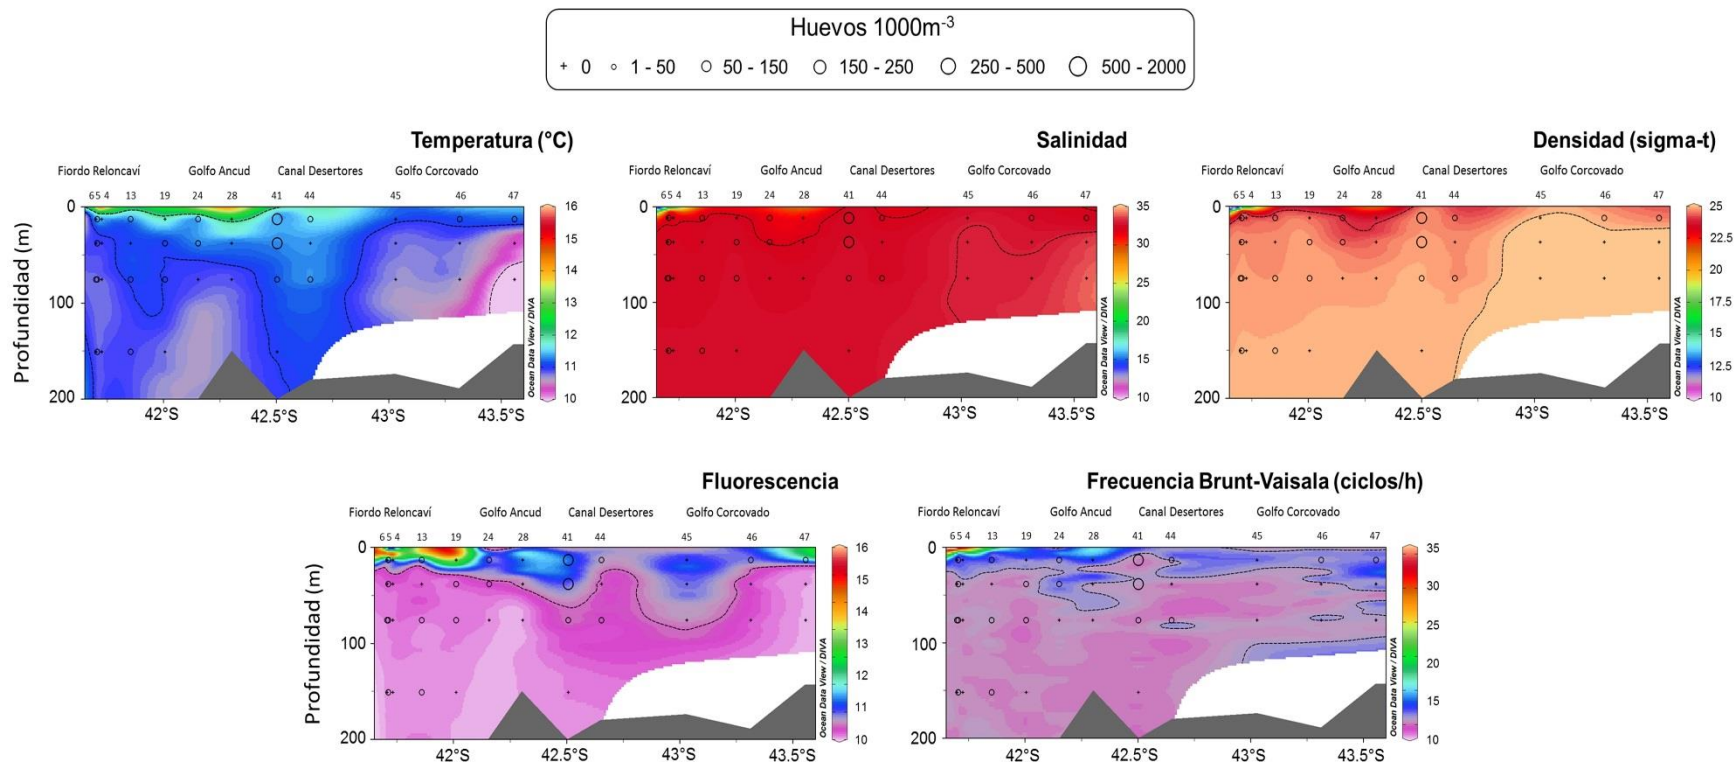 Huevos 1000m-3
+ 0 ○ 1 - 50 ○ 50 - 150 ○ 150 - 250 ○ 250 - 500 ○ 500 - 2000
Temperatura (°C)
Fiordo Reloncaví Golfo Ancud Canal Desertores Golfo Corcovado
65 4 13 19 24 28 41 44 45 46 47
Profundidad (m)
0
100
200
42°S 42.5°S 43°S 43.5°S
16
15
14
13
12
11
10
Ocean Data View / DIVA
Salinidad
Fiordo Reloncaví Golfo Ancud Canal Desertores Golfo Corcovado
65 4 13 19 24 28 41 44 45 46 47
0
100
200
42°S 42.5°S 43°S 43.5°S
35
30
25
20
15
10
Ocean Data View / DIVA
Densidad (sigma-t)
Fiordo Reloncaví Golfo Ancud Canal Desertores Golfo Corcovado
65 4 13 19 24 28 41 44 45 46 47
0
100
200
42°S 42.5°S 43°S 43.5°S
25
22.5
20
17.5
15
12.5
10
Ocean Data View / DIVA
Fluorescencia
Fiordo Reloncaví Golfo Ancud Canal Desertores Golfo Corcovado
65 4 13 19 24 28 41 44 45 46 47
Profundidad (m)
0
100
200
42°S 42.5°S 43°S 43.5°S
16
15
14
13
12
11
10
Ocean Data View / DIVA
Frecuencia Brunt-Vaisala (ciclos/h)
Fiordo Reloncaví Golfo Ancud Canal Desertores Golfo Corcovado
65 4 13 19 24 28 41 44 45 46 47
0
100
200
42°S 42.5°S 43°S 43.5°S
35
30
25
20
15
10
Ocean Data View / DIVA